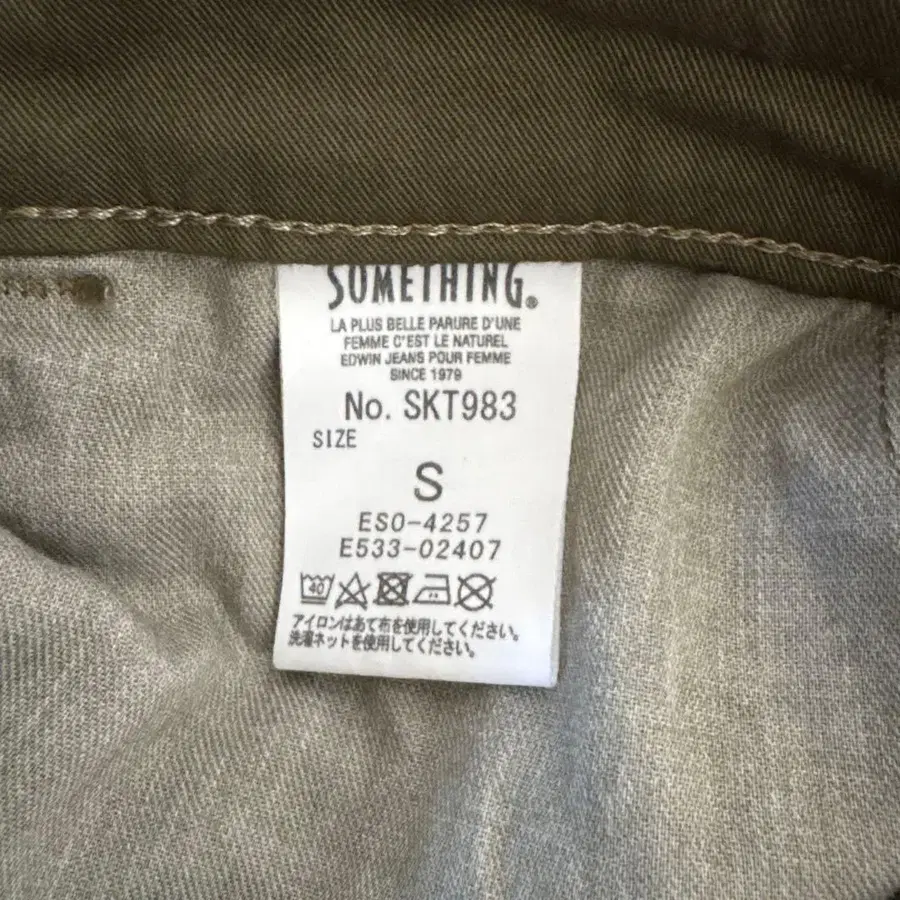 SOMETHING®
LA PLUS BELLE PARURE D'UNE
FEMME C'EST LE NATUREL
EDWIN JEANS POUR FEMME
SINCE 1979
No. SKT983
SIZE
S
ES0-4257
E533-02407
40
アイロンはあて布を使用してください。
洗濯ネットを使用してください。